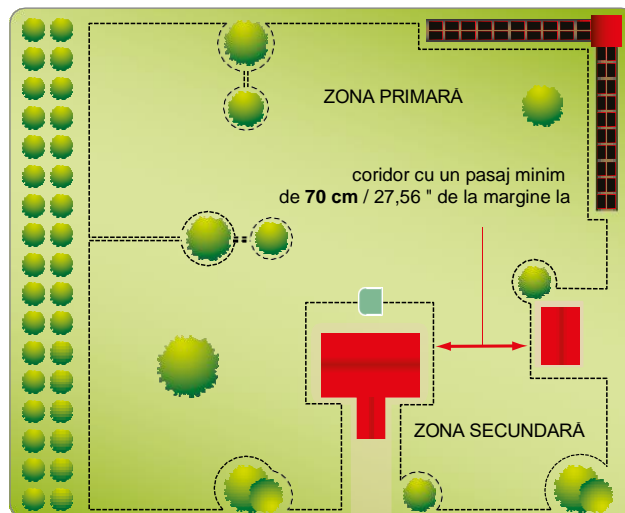 ZONA PRIMARĂ
coridor cu un pasaj minim
de 70 cm / 27,56 " de la margine la
ZONA SECUNDARĂ